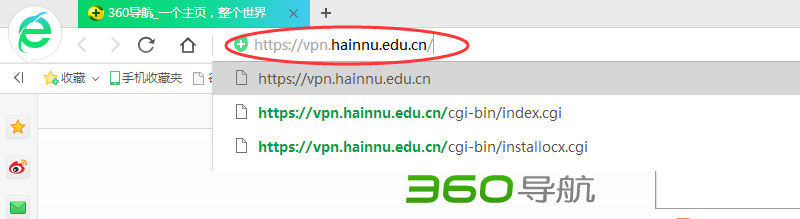 360导航_一个主页，整个世界
https://vpn.hainnu.edu.cn/
收藏 手机收藏夹
https://vpn.hainnu.edu.cn
https://vpn.hainnu.edu.cn/cgi-bin/index.cgi
https://vpn.hainnu.edu.cn/cgi-bin/installocx.cgi
360导航